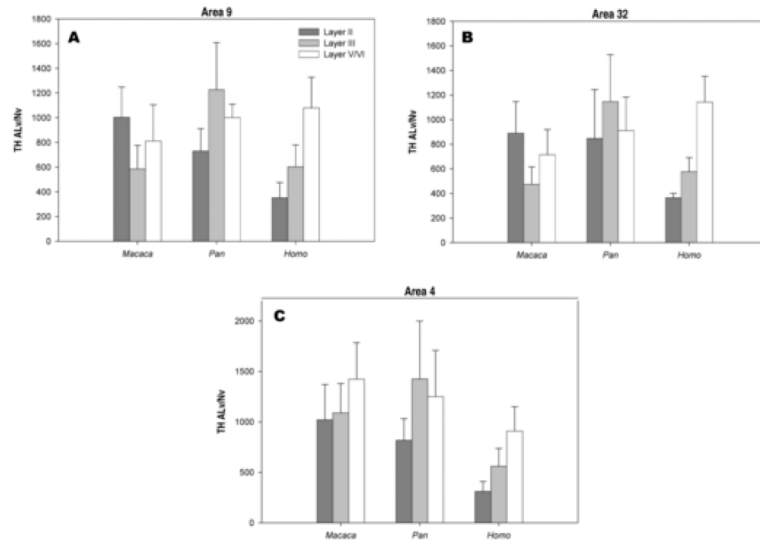 Area 9
A
Layer II
Layer III
Layer V/VI
TH ALv/Nv
1800
1600
1400
1200
1000
800
600
400
200
0
Macaca Pan Homo
Area 32
B
TH ALv/Nv
1800
1600
1400
1200
1000
800
600
400
200
0
Macaca Pan Homo
Area 4
C
TH ALv/Nv
2000
1500
1000
500
0
Macaca Pan Homo